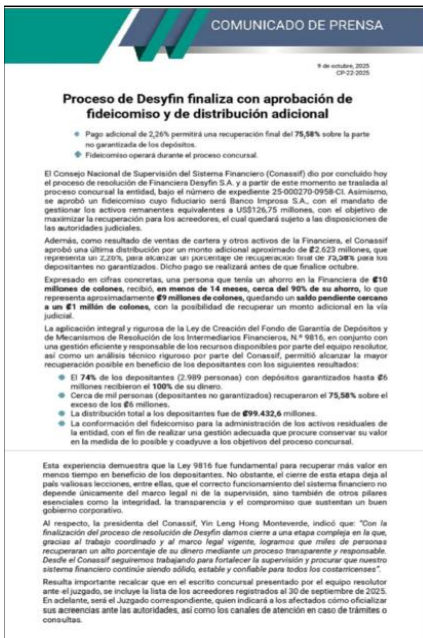 COMUNICADO DE PRENSA
9 de octubre, 2025
CP-22-2025
Proceso de Desyfin finaliza con aprobación de
fideicomiso y de distribución adicional
Pago adicional de 2,26% permitirá una recuperación final del 75,58% sobre la parte
no garantizada de los depósitos.
Fideicomiso operará durante el proceso concursal.
El Consejo Nacional de Supervisión del Sistema Financiero (Conassif) dio por concluido hoy
el proceso de resolución de Financiera Desyfin S.A. y a partir de este momento se traslada al
proceso concursal la entidad, bajo el número de expediente 25-000270-0958-CI. Asimismo,
se aprobó un fideicomiso cuyo fiduciario será Banco Improsa S.A., con el mandato de
gestionar los activos remanentes equivalentes a US$126,75 millones, con el objetivo de
maximizar la recuperación para los acreedores, el cual quedará sujeto a las disposiciones de
las autoridades judiciales.
Además, como resultado de ventas de cartera y otros activos de la Financiera, el Conassif
aprobó una última distribución por un monto adicional aproximado de ₡2.623 millones, que
representa un 2,26%, para alcanzar un porcentaje de recuperación final de 75,58% para los
depositantes no garantizados. Dicho pago se realizará antes de que finalice octubre.
Expresado en cifras concretas, una persona que tenía un ahorro en la Financiera de ₡10
millones de colones, recibió, en menos de 14 meses, cerca del 90% de su ahorro, lo que
representa aproximadamente ₡9 millones de colones, quedando un saldo pendiente cercano
a un ₡1 millón de colones, con la posibilidad de recuperar un monto adicional en la vía
judicial.
La aplicación integral y rigurosa de la Ley de Creación del Fondo de Garantía de Depósitos y
de Mecanismos de Resolución de los Intermediarios Financieros, N.° 9816, en conjunto con
una gestión eficiente y responsable de los recursos disponibles por parte del equipo resolutor,
así como un análisis técnico riguroso por parte del Conassif, permitió alcanzar la mayor
recuperación posible en beneficio de los depositantes con los siguientes resultados:
El 74% de los depositantes (2.989 personas) con depósitos garantizados hasta ₡6
millones recibieron el 100% de su dinero.
Cerca de mil personas (depositantes no garantizados) recuperaron el 75,58% sobre el
exceso de los ₡6 millones.
La distribución total a los depositantes fue de ₡99.432,6 millones.
La conformación del fideicomiso para la administración de los activos residuales de
la entidad, con el fin de realizar una gestión adecuada que procure conservar su valor
en la medida de lo posible y coadyuve a los objetivos del proceso concursal.
Esta experiencia demuestra que la Ley 9816 fue fundamental para recuperar más valor en
menos tiempo en beneficio de los depositantes. No obstante, el cierre de esta etapa deja al
país valiosas lecciones, entre ellas, que el correcto funcionamiento del sistema financiero no
depende únicamente del marco legal ni de la supervisión, sino también de otros pilares
esenciales como la integridad, la transparencia y el compromiso que sustentan un buen
gobierno corporativo.
Al respecto, la presidenta del Conassif, Yin Leng Hong Monteverde, indicó que: "Con la
finalización del proceso de resolución de Desyfin damos cierre a una etapa compleja en la que,
gracias al trabajo coordinado y al marco legal vigente, logramos que miles de personas
recuperaran un alto porcentaje de su dinero mediante un proceso transparente y responsable.
Desde el Conassif seguiremos trabajando para fortalecer la supervisión y procurar que nuestro
sistema financiero continúe siendo sólido, estable y confiable para todos los costarricenses".
Resulta importante recalcar que en el escrito concursal presentado por el equipo resolutor
ante el juzgado, se incluye la lista de los acreedores registrados al 30 de septiembre de 2025.
En adelante, será el Juzgado correspondiente, quien indicará a los afectados cómo oficializar
sus acreencias ante las autoridades, así como los canales de atención en caso de trámites o
consultas.